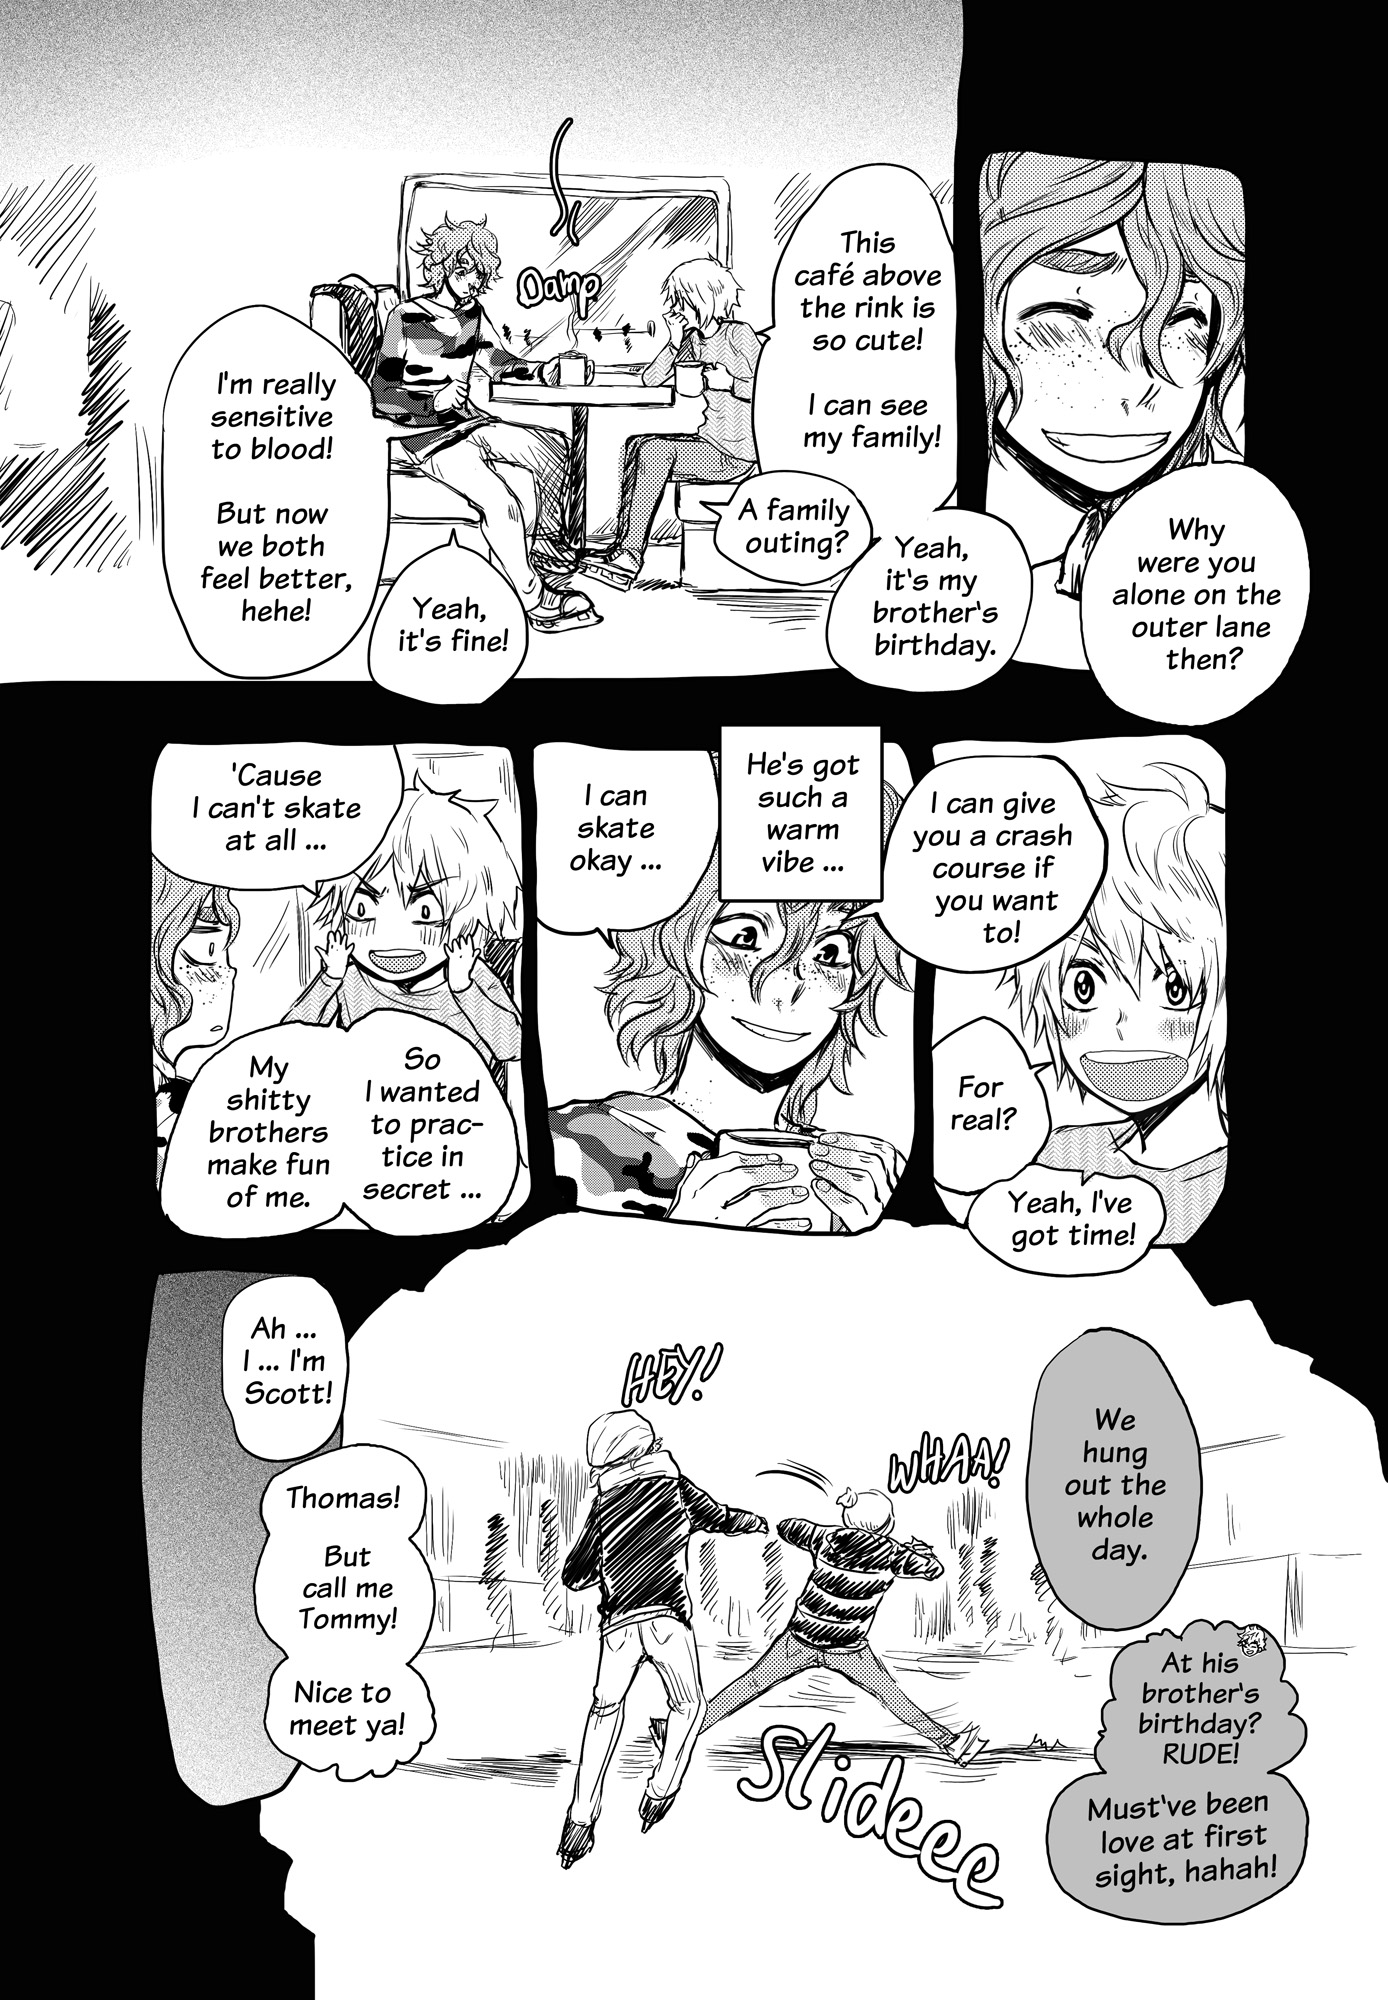 I'm really
sensitive
to blood!
But now
we both
feel better,
hehe!
Yeah,
it's fine!
Damp
This
café above
the rink is
so cute!
I can see
my family!
A family
outing?
Yeah,
it's my
brother's
birthday.
Why
were you
alone on the
outer lane
then?
'Cause
I can't skate
at all ...
My
shitty
brothers
make fun
of me.
So
I wanted
to prac-
tice in
secret ...
I can
skate
okay ...
He's got
such a
warm
vibe ...
I can give
you a crash
course if
you want
to!
For
real?
Yeah, I've
got time!
Ah ...
I ... I'm
Scott!
Thomas!
But
call me
Tommy!
Nice to
meet ya!
HEY!
WHAA!
Slideee
We
hung
out the
whole
day.
At his
brother's
birthday?
RUDE!
Must've been
love at first
sight, hahah!